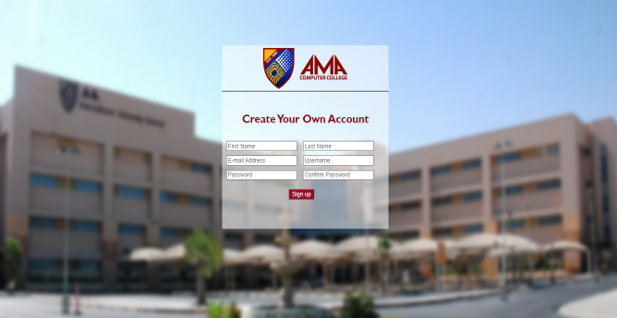 AMA
COMPUTER COLLEGE
Create Your Own Account
First Name
Last Name
E-mail Address
Username
Password
Confirm Password
Sign up